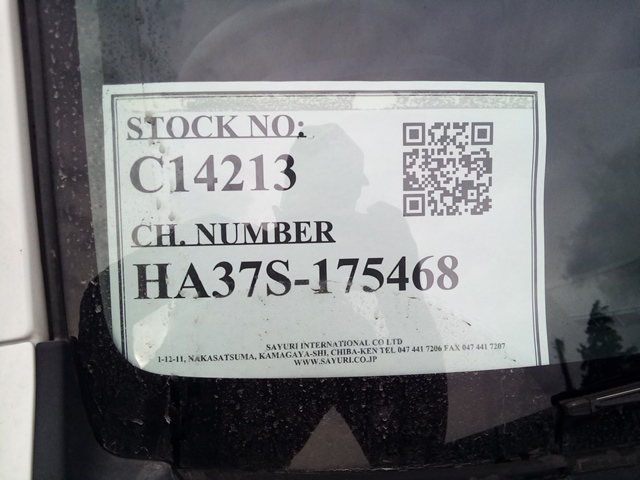 STOCK NO:
C14213
CH. NUMBER
HA37S-175468
SAYURI INTERNATIONAL CO LTD
1-12-11, NAKASATSUMA, KAMAGAYA-SHI, CHIBA-KEN TEL 047 441 7206 FAX 047 441 7207
WWW.SAYURI.CO.JP